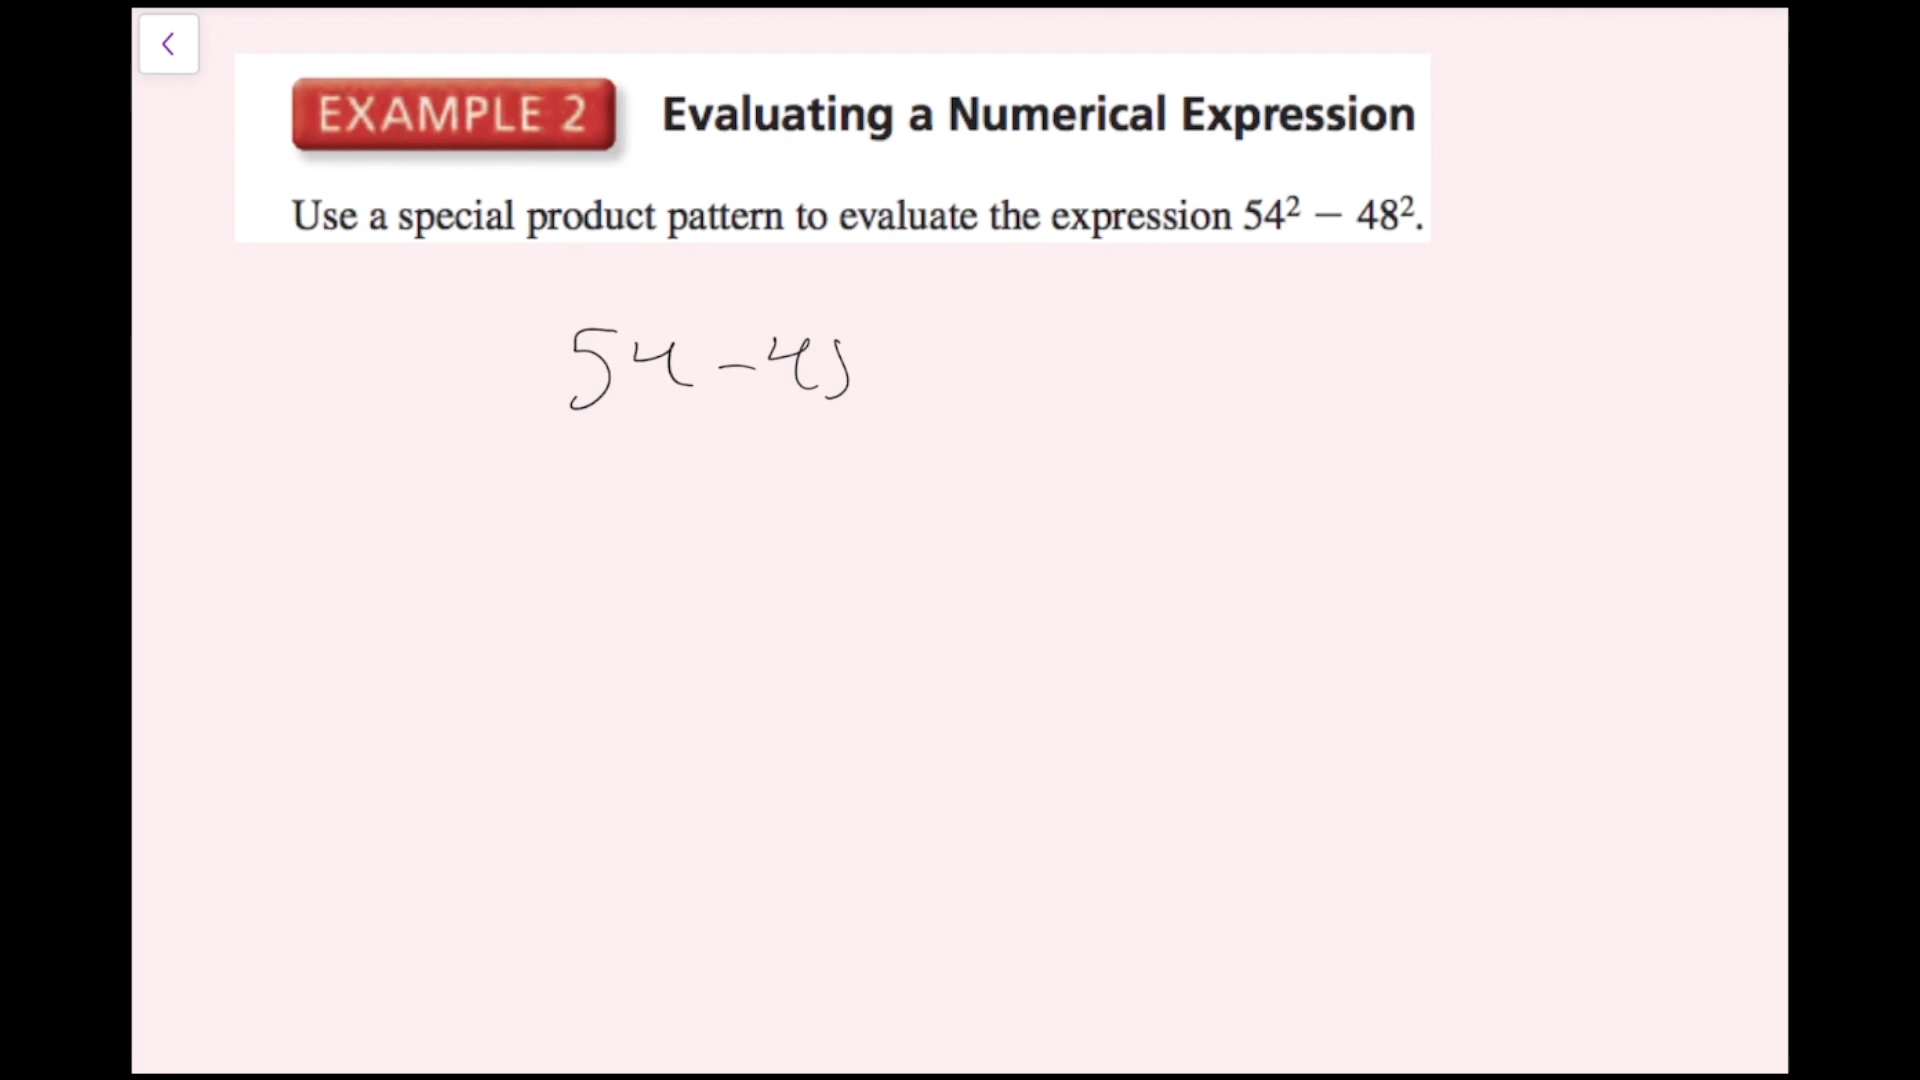 EXAMPLE 2 Evaluating a Numerical Expression
Use a special product pattern to evaluate the expression 54² − 48².
54 - 4